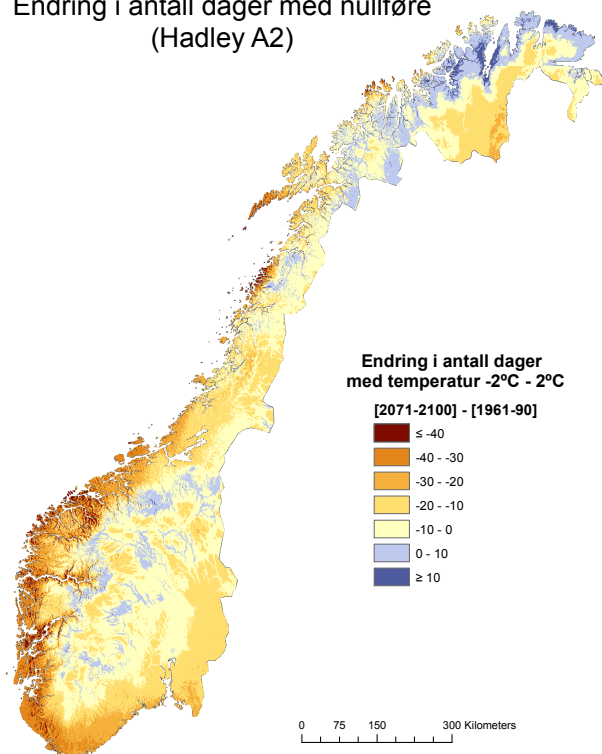 Endring i antall dager med nullføre
(Hadley A2)
Endring i antall dager
med temperatur -2ºC - 2ºC
[2071-2100] - [1961-90]
≤ -40
-40 - -30
-30 - -20
-20 - -10
-10 - 0
0 - 10
≥ 10
0 75 150 300 Kilometers